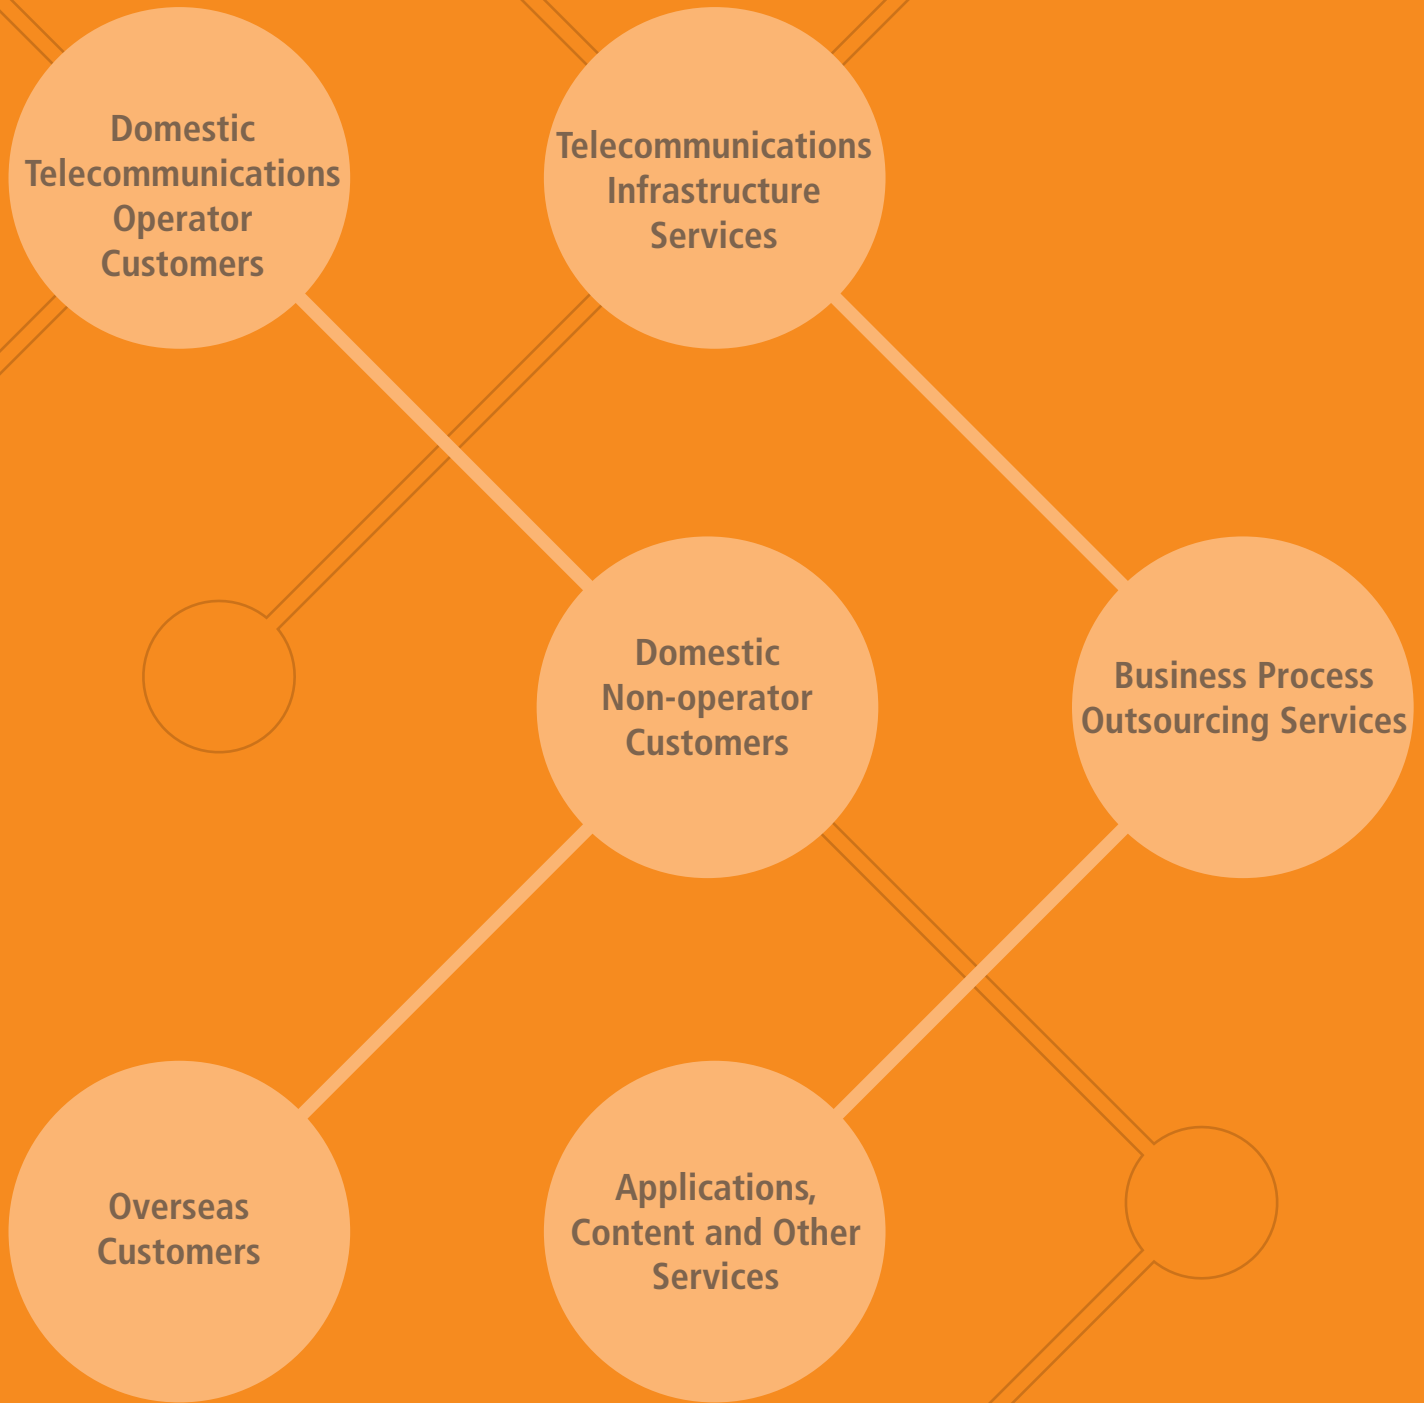 Domestic
Telecommunications
Operator
Customers
Telecommunications
Infrastructure
Services
Domestic
Non-operator
Customers
Business Process
Outsourcing Services
Overseas
Customers
Applications,
Content and Other
Services